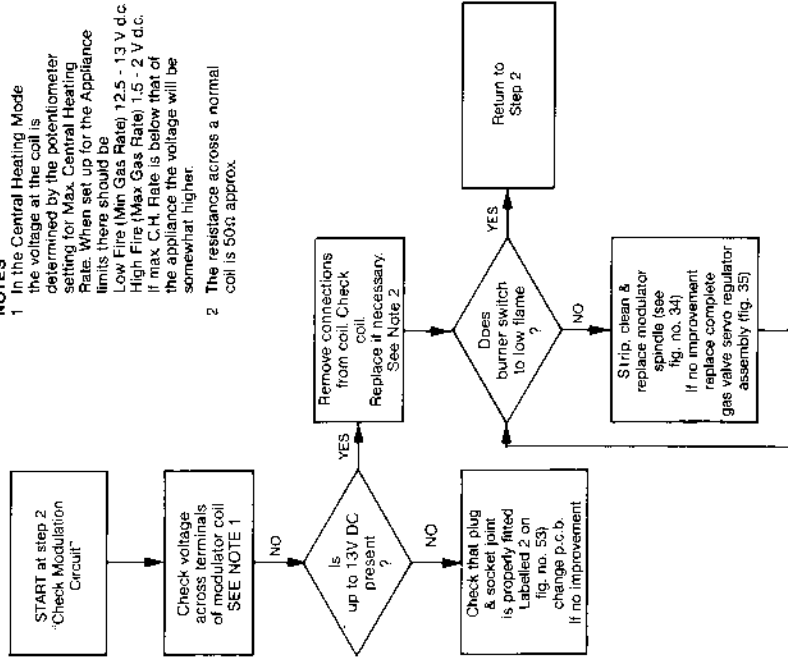 NOTES
1 In the Central Heating Mode
the voltage at the coil is
determined by the potentiometer
setting for Max. Central Heating
Rate. When set up for the Appliance
limits there should be
Low Fire (Min Gas Rate) 12.5 - 13 V d.c.
High Fire (Max Gas Rate) 1.5 - 2 V d.c.
If max C.H. Rate is below that of
the appliance the voltage will be
somewhat higher.
2 The resistance across a normal
coil is 50Ω approx.
START at step 2
"Check Modulation
Circuit"
Check voltage
across terminals
of modulator coil
SEE NOTE 1
NO
Is
up to 13V DC
present
?
YES
NO
Check that plug
& socket joint
is properly fitted
Labelled 2 on
fig. no. 53)
change p.c.b.
If no improvement
Remove connections
from coil. Check
coil.
Replace if necessary.
See Note 2
Does
burner switch
to low flame
?
YES
NO
Return to
Step 2
Strip, clean &
replace modulator
spindle (see
fig. no. 34)
If no improvement
replace complete
gas valve servo regulator
assembly (fig. 35)